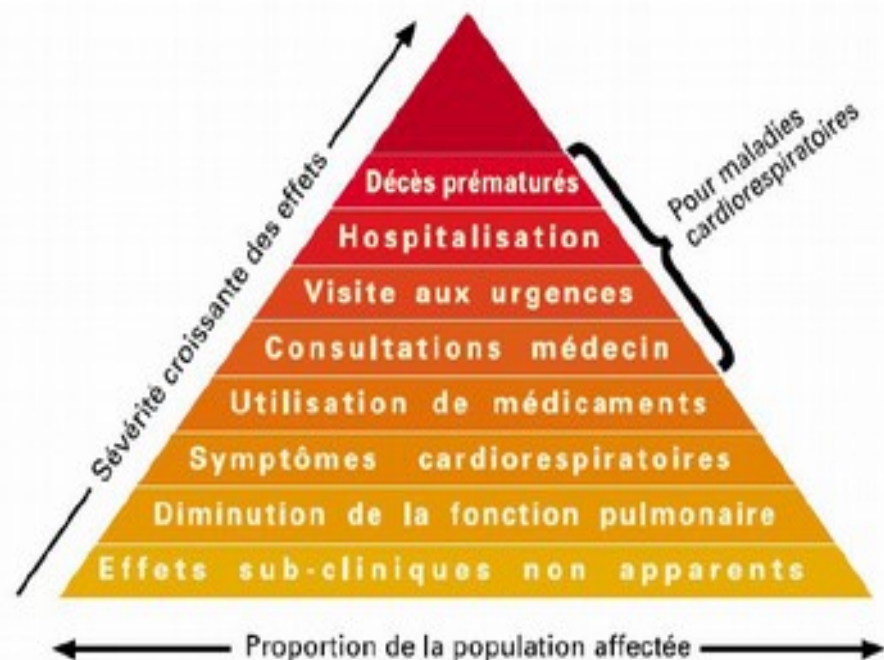 Sévérité croissante des effets
Pour maladies
cardiorespiratoires
Décès prématurés
Hospitalisation
Visite aux urgences
Consultations médecin
Utilisation de médicaments
Symptômes cardiorespiratoires
Diminution de la fonction pulmonaire
Effets sub-cliniques non apparents
Proportion de la population affectée